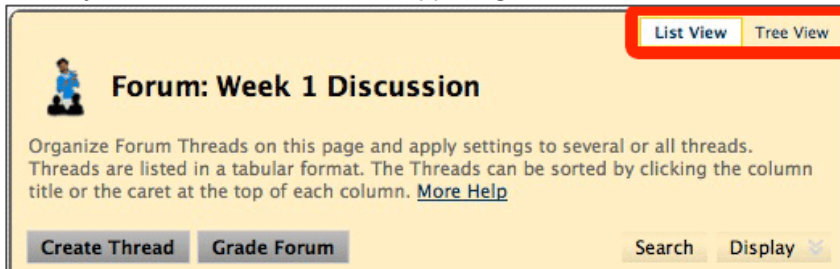 List View Tree View
Forum: Week 1 Discussion
Organize Forum Threads on this page and apply settings to several or all threads.
Threads are listed in a tabular format. The Threads can be sorted by clicking the column
title or the caret at the top of each column. More Help
Create Thread Grade Forum Search Display